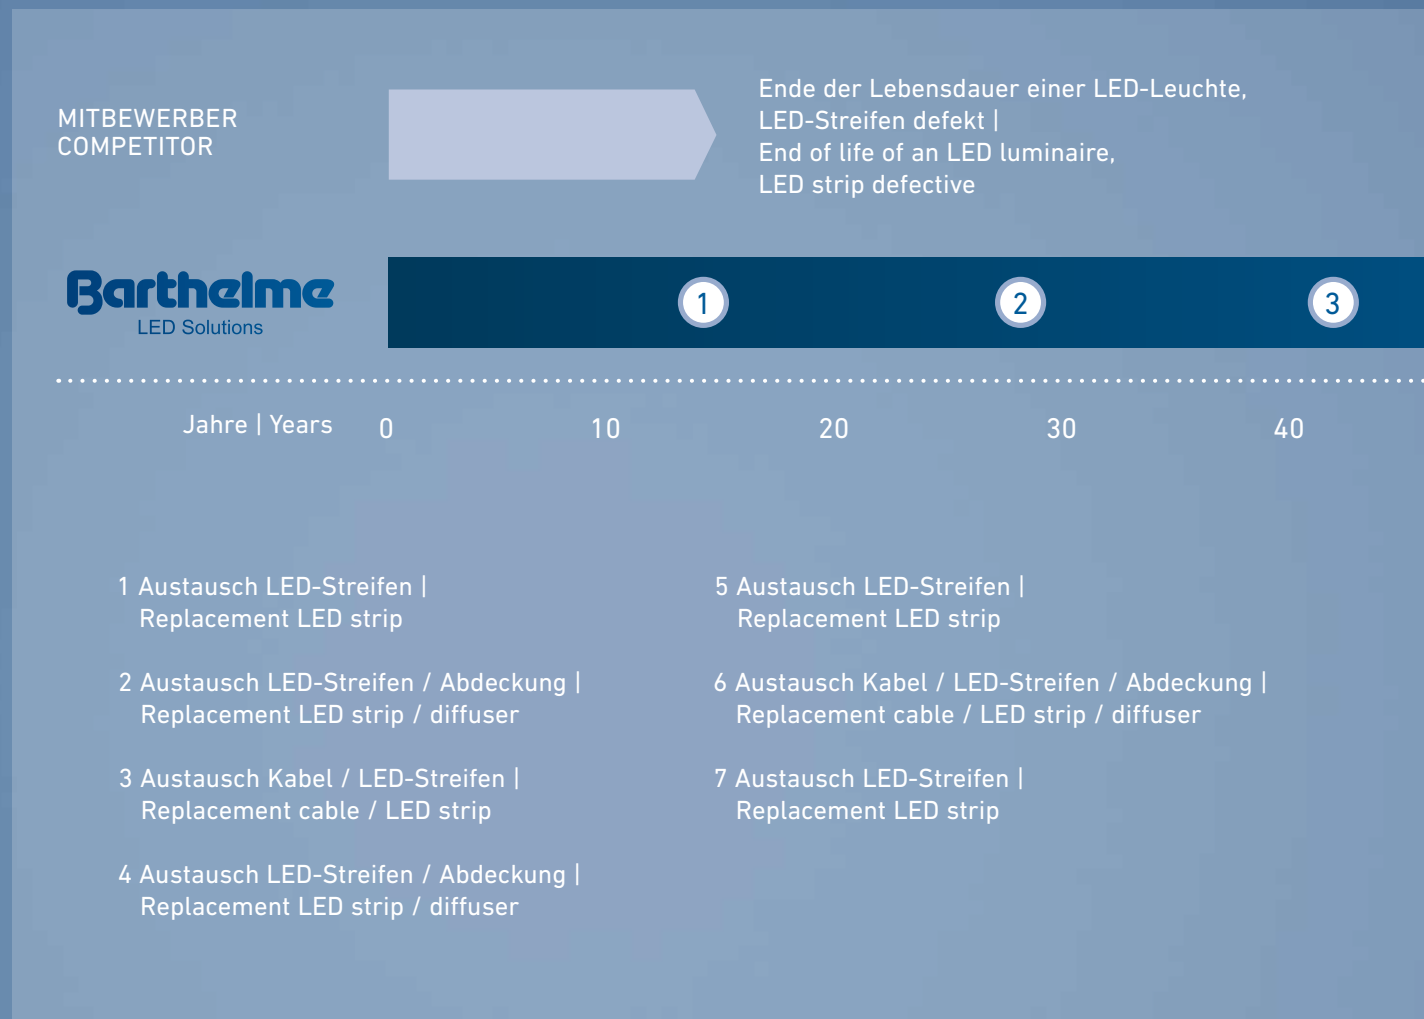 MITBEWERBER
COMPETITOR
Ende der Lebensdauer einer LED-Leuchte,
LED-Streifen defekt |
End of life of an LED luminaire,
LED strip defective
Barthelme
LED Solutions
1
2
3
Jahre | Years
0
10
20
30
40
1 Austausch LED-Streifen |
Replacement LED strip
2 Austausch LED-Streifen / Abdeckung |
Replacement LED strip / diffuser
3 Austausch Kabel / LED-Streifen |
Replacement cable / LED strip
4 Austausch LED-Streifen / Abdeckung |
Replacement LED strip / diffuser
5 Austausch LED-Streifen |
Replacement LED strip
6 Austausch Kabel / LED-Streifen / Abdeckung |
Replacement cable / LED strip / diffuser
7 Austausch LED-Streifen |
Replacement LED strip